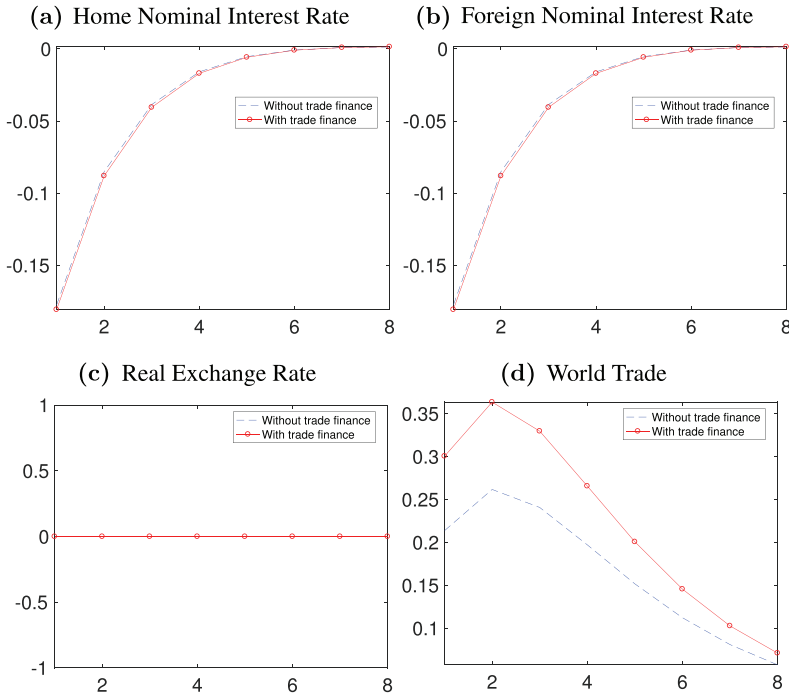 (a) Home Nominal Interest Rate
0
-0.05
-0.1
-0.15
2
4
6
8
Without trade finance
With trade finance
(b) Foreign Nominal Interest Rate
0
-0.05
-0.1
-0.15
2
4
6
8
Without trade finance
With trade finance
(c) Real Exchange Rate
1
0.5
0
-0.5
-1
2
4
6
8
Without trade finance
With trade finance
(d) World Trade
0.35
0.3
0.25
0.2
0.15
0.1
2
4
6
8
Without trade finance
With trade finance